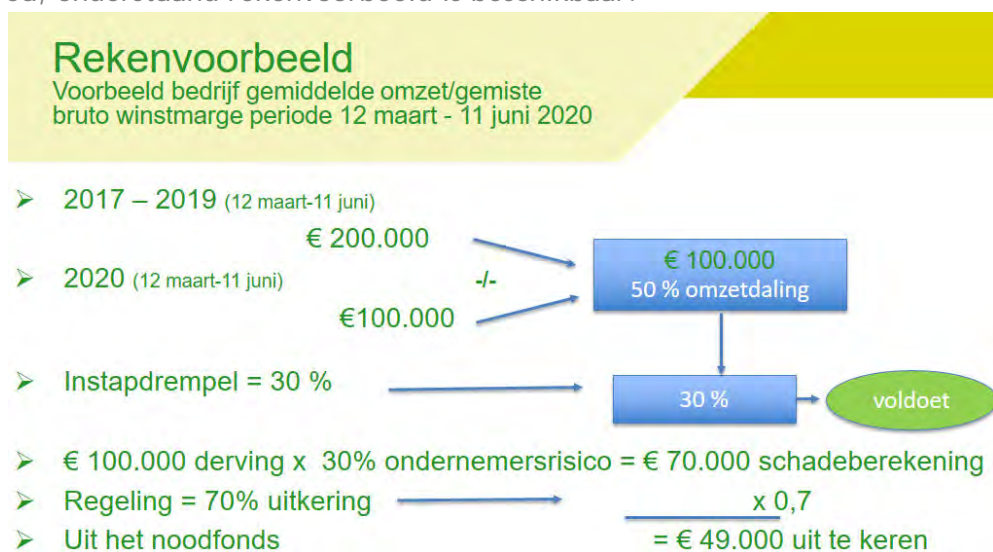 Rekenvoorbeeld
Voorbeeld bedrijf gemiddelde omzet/gemiste
bruto winstmarge periode 12 maart - 11 juni 2020
➢ 2017 – 2019 (12 maart-11 juni)
€ 200.000
➢ 2020 (12 maart-11 juni) -/-
€100.000
€ 100.000
50 % omzetdaling
➢ Instapdrempel = 30 %
30 %
voldoet
➢ € 100.000 derving x 30% ondernemersrisico = € 70.000 schadeberekening
➢ Regeling = 70% uitkering x 0,7
➢ Uit het noodfonds = € 49.000 uit te keren